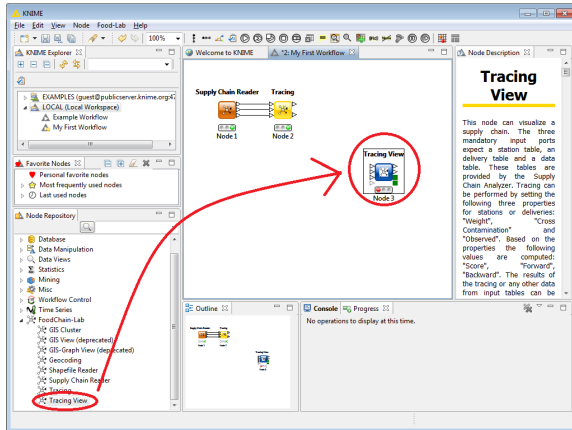 KNIME
File Edit View Node Food-Lab Help
100%
KNIME Explorer
Welcome to KNIME
*2: My First Workflow
Node Description
EXAMPLES (guest@publicserver.knime.org:47
LOCAL (Local Workspace)
Example Workflow
My First Workflow
Favorite Nodes
Personal favorite nodes
Most frequently used nodes
Last used nodes
Node Repository
Database
Data Manipulation
Data Views
Statistics
Mining
Misc
Workflow Control
Time Series
FoodChain-Lab
GIS Cluster
GIS View (deprecated)
GIS-Graph View (deprecated)
Geocoding
Shapefile Reader
Supply Chain Reader
Tracing
Tracing View
Supply Chain Reader
Tracing
Node 1
Node 2
Tracing View
Node 3
Outline
Console
Progress
No operations to display at this time.
Tracing
View
This node can visualize a
supply chain. The three
mandatory input ports
expect a station table, an
delivery table and a data
table. These tables are
provided by the Supply
Chain Analyzer. Tracing can
be performed by setting the
following three properties
for stations or deliveries:
"Weight", "Cross
Contamination" and
"Observed". Based on the
properties the following
values are computed:
"Score", "Forward",
"Backward". The results of
the tracing or any other data
from input tables can be